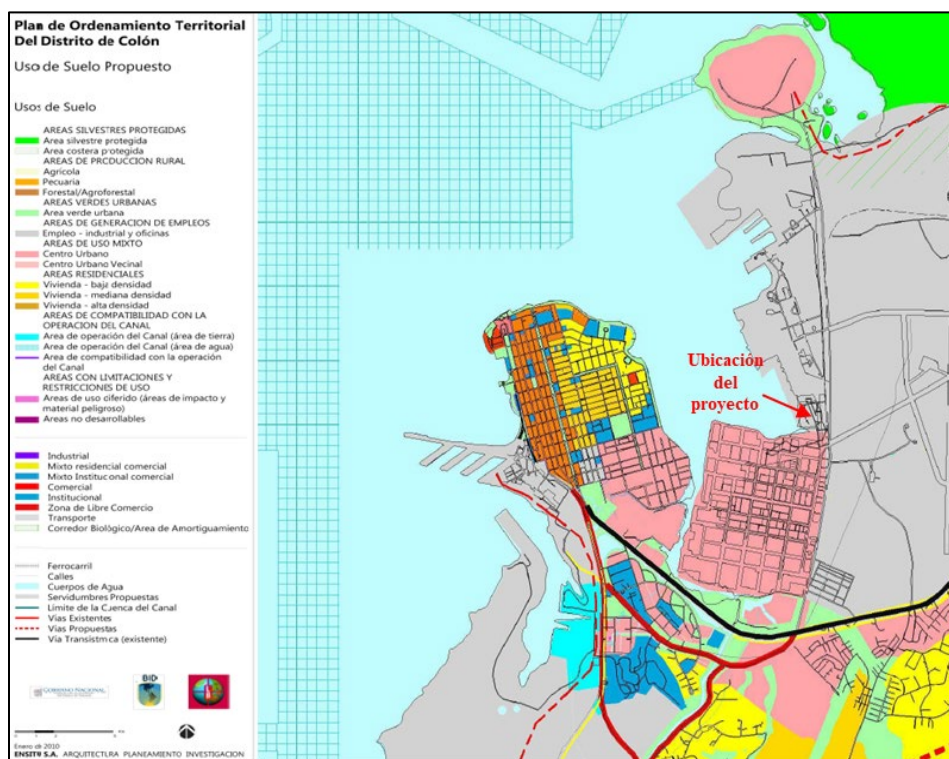 Plan de Ordenamiento Territorial
Del Distrito de Colón
Uso de Suelo Propuesto
Usos de Suelo
AREAS SILVESTRES PROTEGIDAS
Area silvestre protegida
Area costera protegida
AREAS DE PRODUCCION RURAL
Agrícola
Pecuaria
Forestal/Agroforestal
AREAS VERDES URBANAS
Area verde urbana
AREAS DE GENERACION DE EMPLEOS
Empleo - industrial y oficinas
AREAS DE USO MIXTO
Centro Urbano
Centro Urbano Vecinal
AREAS RESIDENCIALES
Vivienda - baja densidad
Vivienda - mediana densidad
Vivienda - alta densidad
AREAS DE COMPATIBILIDAD CON LA
OPERACION DEL CANAL
Area de operación del Canal (área de tierra)
Area de operación del Canal (área de agua)
Area de compatibilidad con la operación
del Canal
AREAS CON LIMITACIONES Y
RESTRICCIONES DE USO
Areas de uso diferido (áreas de impacto y
material peligroso)
Areas no desarrollables
Industrial
Mixto residencial comercial
Mixto Institucional comercial
Comercial
Institucional
Zona de Libre Comercio
Transporte
Corredor Biológico/Area de Amortiguamiento
Ferrocarril
Calles
Cuerpos de Agua
Servidumbres Propuestas
Límite de la Cuenca del Canal
Vías Existentes
Vías Propuestas
Vía Transístmica (existente)
GOBIERNO NACIONAL
BID
Enero de 2010
ENSITU S.A. ARQUITECTURA PLANEAMIENTO INVESTIGACION
Ubicación
del
proyecto